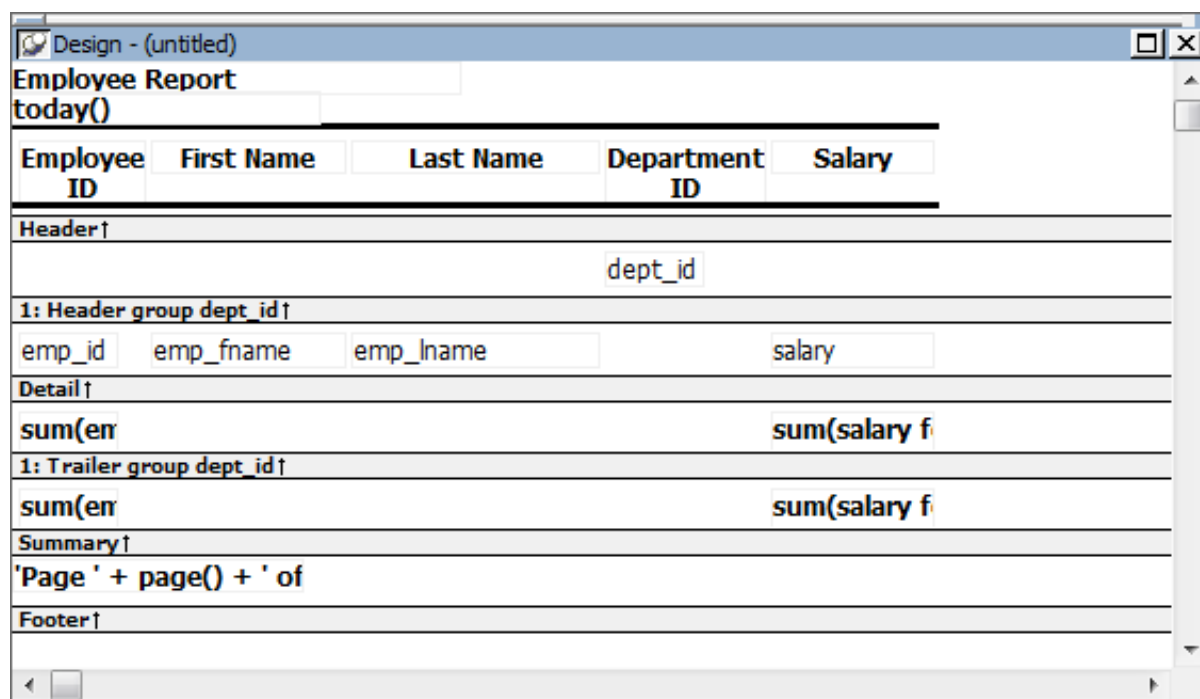 Design - (untitled)
Employee Report
today()
Employee ID First Name Last Name Department ID Salary
Header↑
dept_id
1: Header group dept_id↑
emp_id emp_fname emp_lname salary
Detail↑
sum(em sum(salary f
1: Trailer group dept_id↑
sum(em sum(salary f
Summary↑
'Page ' + page() + ' of
Footer↑